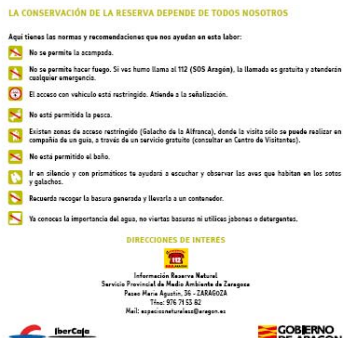 LA CONSERVACIÓN DE LA RESERVA DEPENDE DE TODOS NOSOTROS
Aquí tienes las normas y recomendaciones que nos ayudan en esta labor:
No se permite la acampada.
No se permite hacer fuego. Si ves humo llama al 112 (SOS Aragón), la llamada es gratuita y atenderán
cualquier emergencia.
El acceso con vehículo está restringido. Atiende a la señalización.
No está permitida la pesca.
Existen zonas de acceso restringido (Galacho de la Alfranca), donde la visita sólo se puede realizar en
compañía de un guía, a través de un servicio gratuito (consultar en Centro de Visitantes).
No está permitido el baño.
Ir en silencio y con prismáticos te ayudará a escuchar y observar las aves que habitan en los sotos
y galachos.
Recuerda recoger la basura generada y llevarla a un contenedor.
Ya conoces la importancia del agua, no viertas basuras ni utilices jabones o detergentes.
DIRECCIONES DE INTERÉS
112
Información Reserva Natural
Servicio Provincial de Medio Ambiente de Zaragoza
Paseo María Agustín, 36 - ZARAGOZA
Tfno: 976 71 53 62
Mail: espaciosnaturalesz@aragon.es
IberCaja
GOBIERNO
DE ARAGON